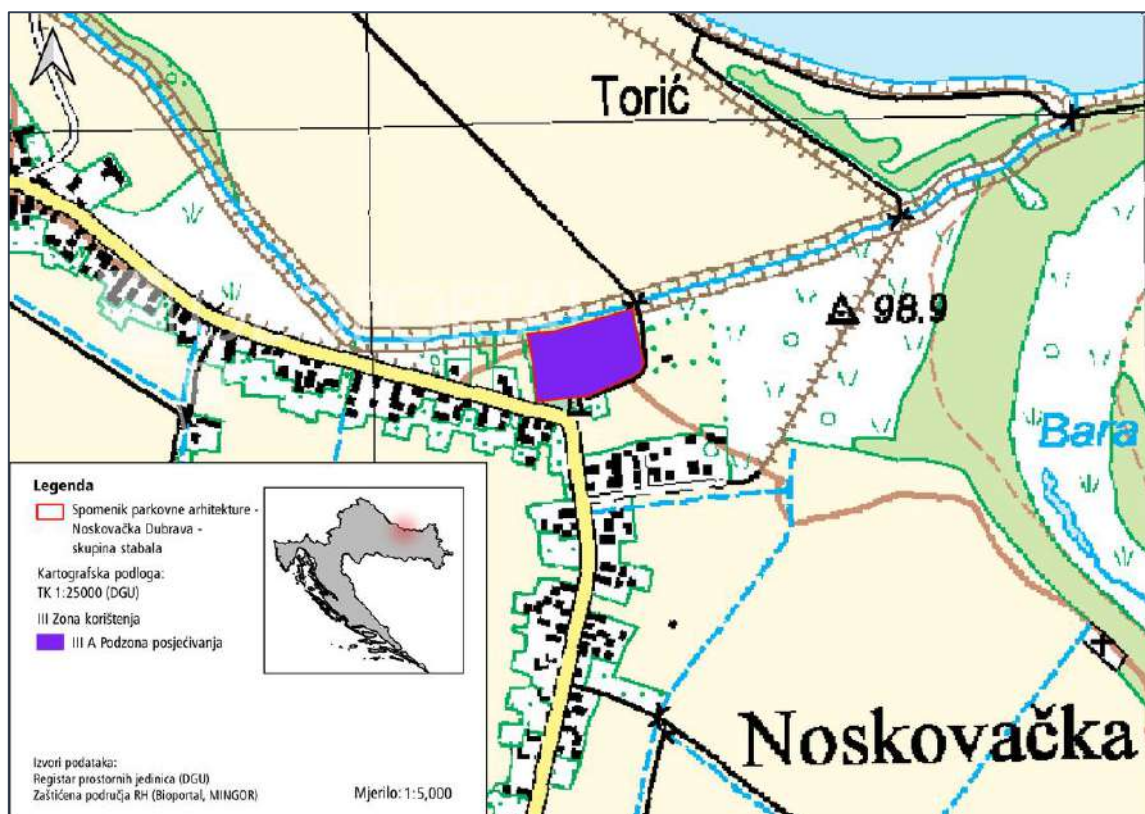 Torić
98.9
Bara
Noskovačka
Legenda
Spomenik parkovne arhitekture -
Noskovačka Dubrava -
skupina stabala
Kartografska podloga:
TK 1:25000 (DGU)
III Zona korištenja
III A Podzona posjećivanja
Izvori podataka:
Registar prostornih jedinica (DGU)
Zaštićena područja RH (Bioportal, MINGOR)
Mjerilo: 1:5,000